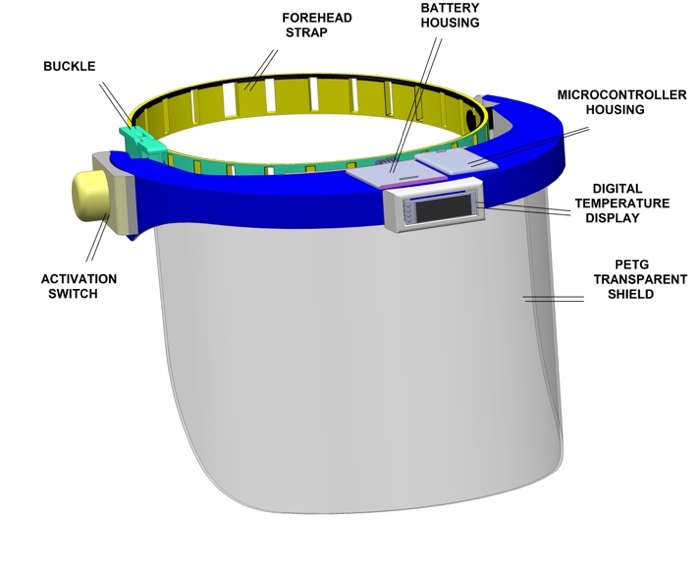 BATTERY
HOUSING
FOREHEAD
STRAP
BUCKLE
MICROCONTROLLER
HOUSING
DIGITAL
TEMPERATURE
DISPLAY
PETG
TRANSPARENT
SHIELD
ACTIVATION
SWITCH